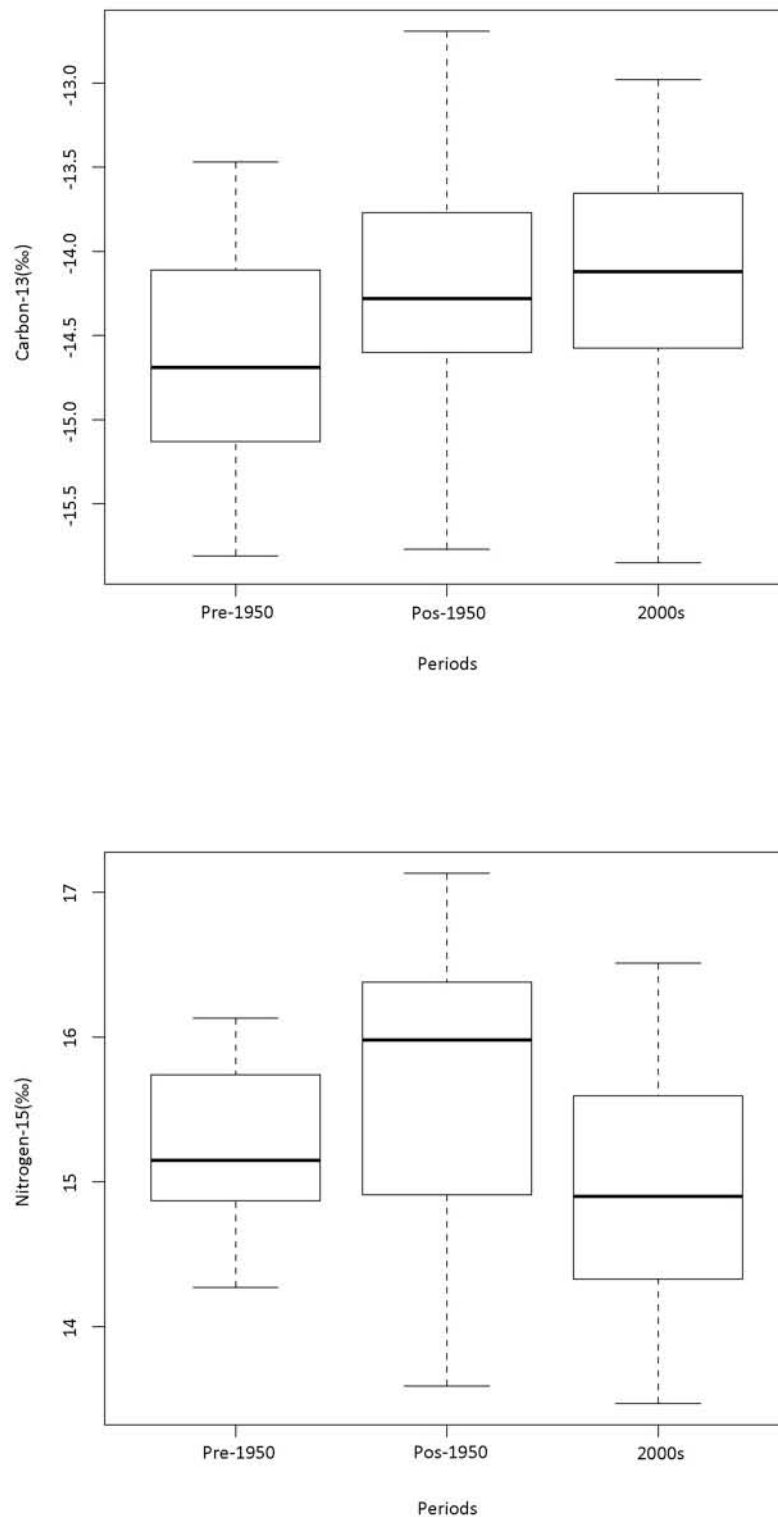 Carbon-13(‰)
-13.0
-13.5
-14.0
-14.5
-15.0
-15.5
Pre-1950 Pos-1950 2000s
Periods
Nitrogen-15(‰)
17
16
15
14
Pre-1950 Pos-1950 2000s
Periods